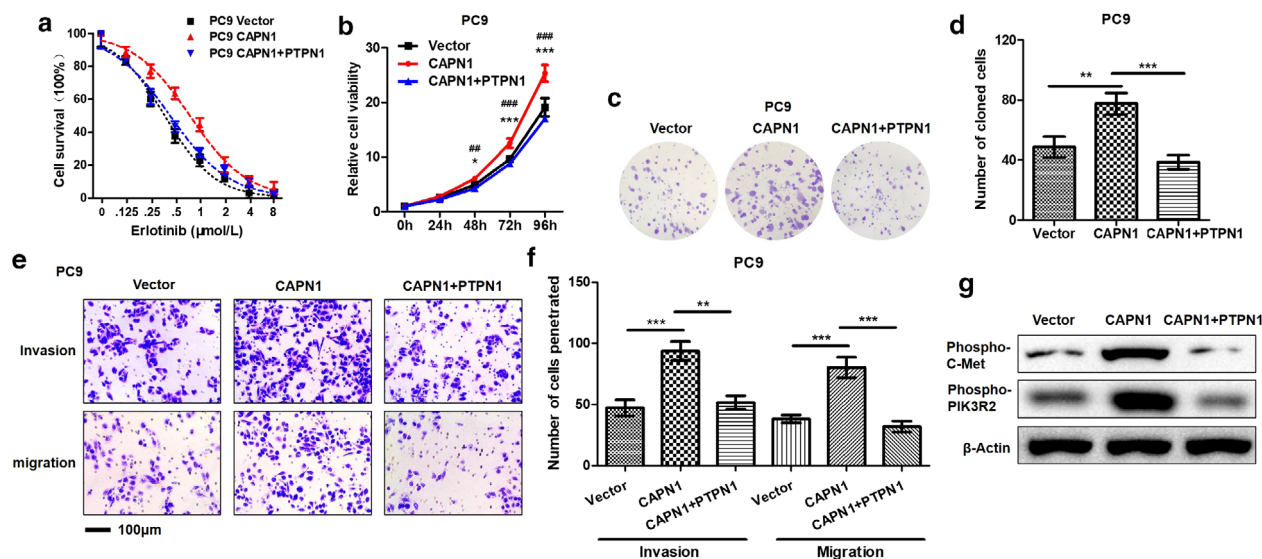 a
PC9 Vector
PC9 CAPN1
PC9 CAPN1+PTPN1
Cell survival (100%)
100
80
60
40
20
0
0 .125 .25 .5 1 2 4 8
Erlotinib (μmol/L)
b
PC9
Vector
CAPN1
CAPN1+PTPN1
Relative cell viability
30
20
10
0
##
*
###
***
###
***
0h 24h 48h 72h 96h
c
PC9
Vector CAPN1 CAPN1+PTPN1
d
PC9
Number of cloned cells
120
80
40
0
** ***
Vector CAPN1 CAPN1+PTPN1
e
PC9
Vector CAPN1 CAPN1+PTPN1
Invasion
migration
100μm
f
PC9
Number of cells penetrated
150
100
50
0
*** ** *** ***
Vector CAPN1 CAPN1+PTPN1 Vector CAPN1 CAPN1+PTPN1
Invasion Migration
g
Vector CAPN1 CAPN1+PTPN1
Phospho-
C-Met
Phospho-
PIK3R2
β-Actin